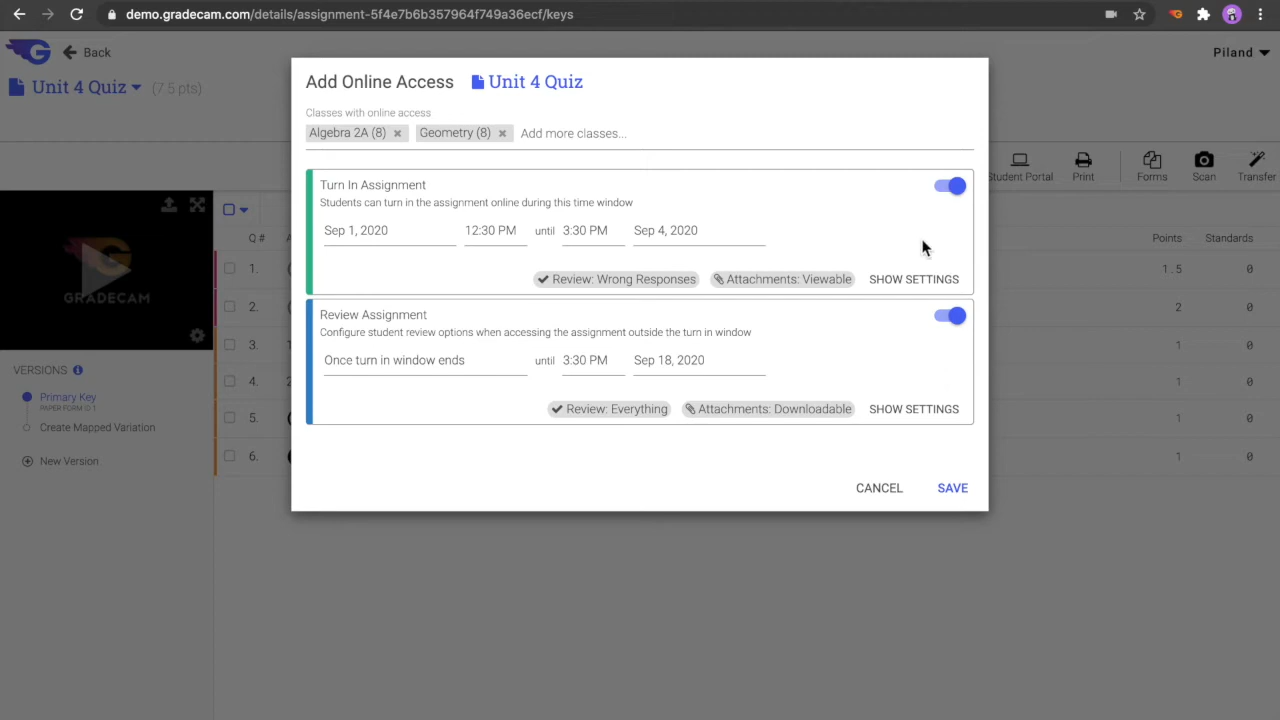 demo.gradecam.com/details/assignment-5f4e7b6b357964f749a36ecf/keys
Back
Piland
Unit 4 Quiz (7.5 pts)
Add Online Access Unit 4 Quiz
Classes with online access
Algebra 2A (8) Geometry (8) Add more classes...
Student Portal Print Forms Scan Transfer
Turn In Assignment
Students can turn in the assignment online during this time window
Sep 1, 2020 12:30 PM until 3:30 PM Sep 4, 2020
Q # Points Standards
1. 1.5 0
Review: Wrong Responses Attachments: Viewable SHOW SETTINGS
GRADECAM
2. 2 0
Review Assignment
Configure student review options when accessing the assignment outside the turn in window
3. 1 0
Once turn in window ends until 3:30 PM Sep 18, 2020
VERSIONS
4. 1 0
Primary Key
PAPER FORM ID 1
Review: Everything Attachments: Downloadable SHOW SETTINGS
5. 1 0
Create Mapped Variation
6. 1 0
New Version
CANCEL SAVE